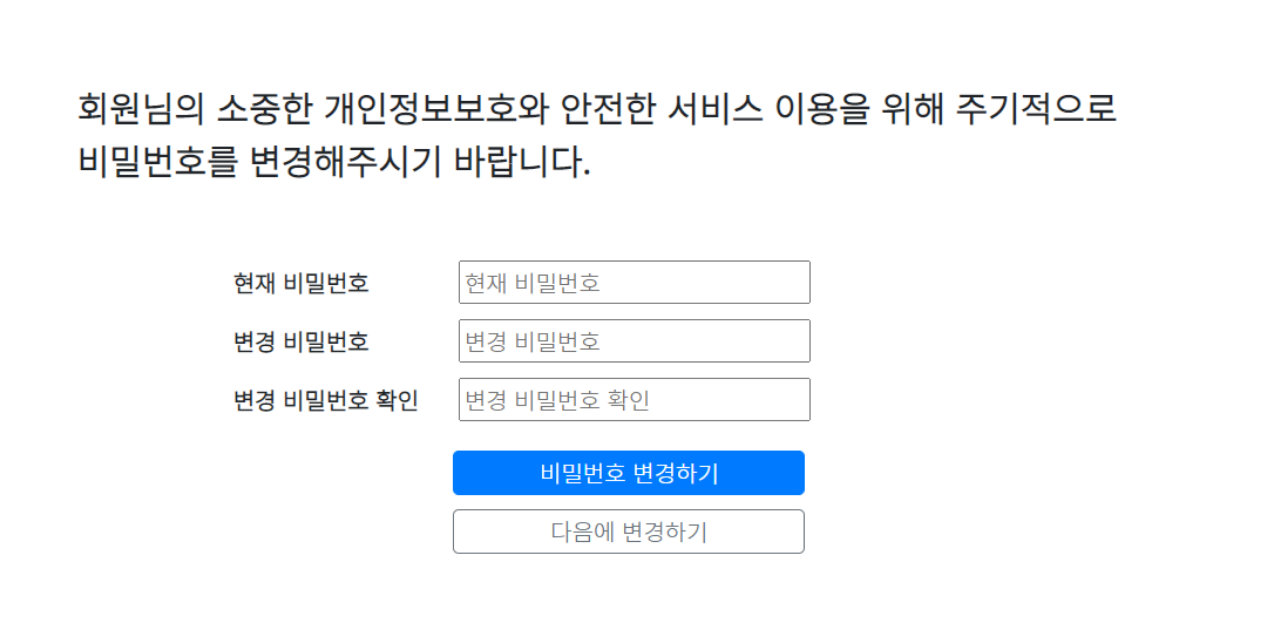 회원님의 소중한 개인정보보호와 안전한 서비스 이용을 위해 주기적으로
비밀번호를 변경해주시기 바랍니다.
현재 비밀번호 현재 비밀번호
변경 비밀번호 변경 비밀번호
변경 비밀번호 확인 변경 비밀번호 확인
비밀번호 변경하기
다음에 변경하기